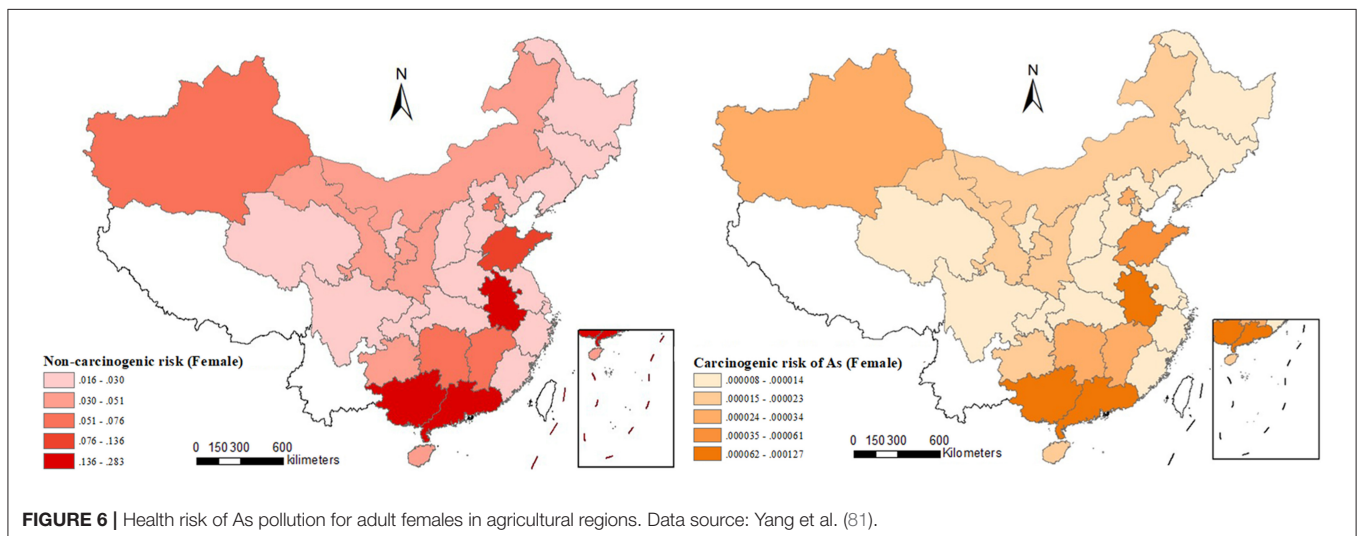 N
Non-carcinogenic risk (Female)
.016 - .030
.030 - .051
.051 - .076
.076 - .136
.136 - .283
0 150 300 600
kilimeters
N
Carcinogenic risk of As (Female)
.000008 - .000014
.000015 - .000023
.000024 - .000034
.000035 - .000061
.000062 - .000127
0 150 300 600
Kilometers
FIGURE 6 | Health risk of As pollution for adult females in agricultural regions. Data source: Yang et al. (81).